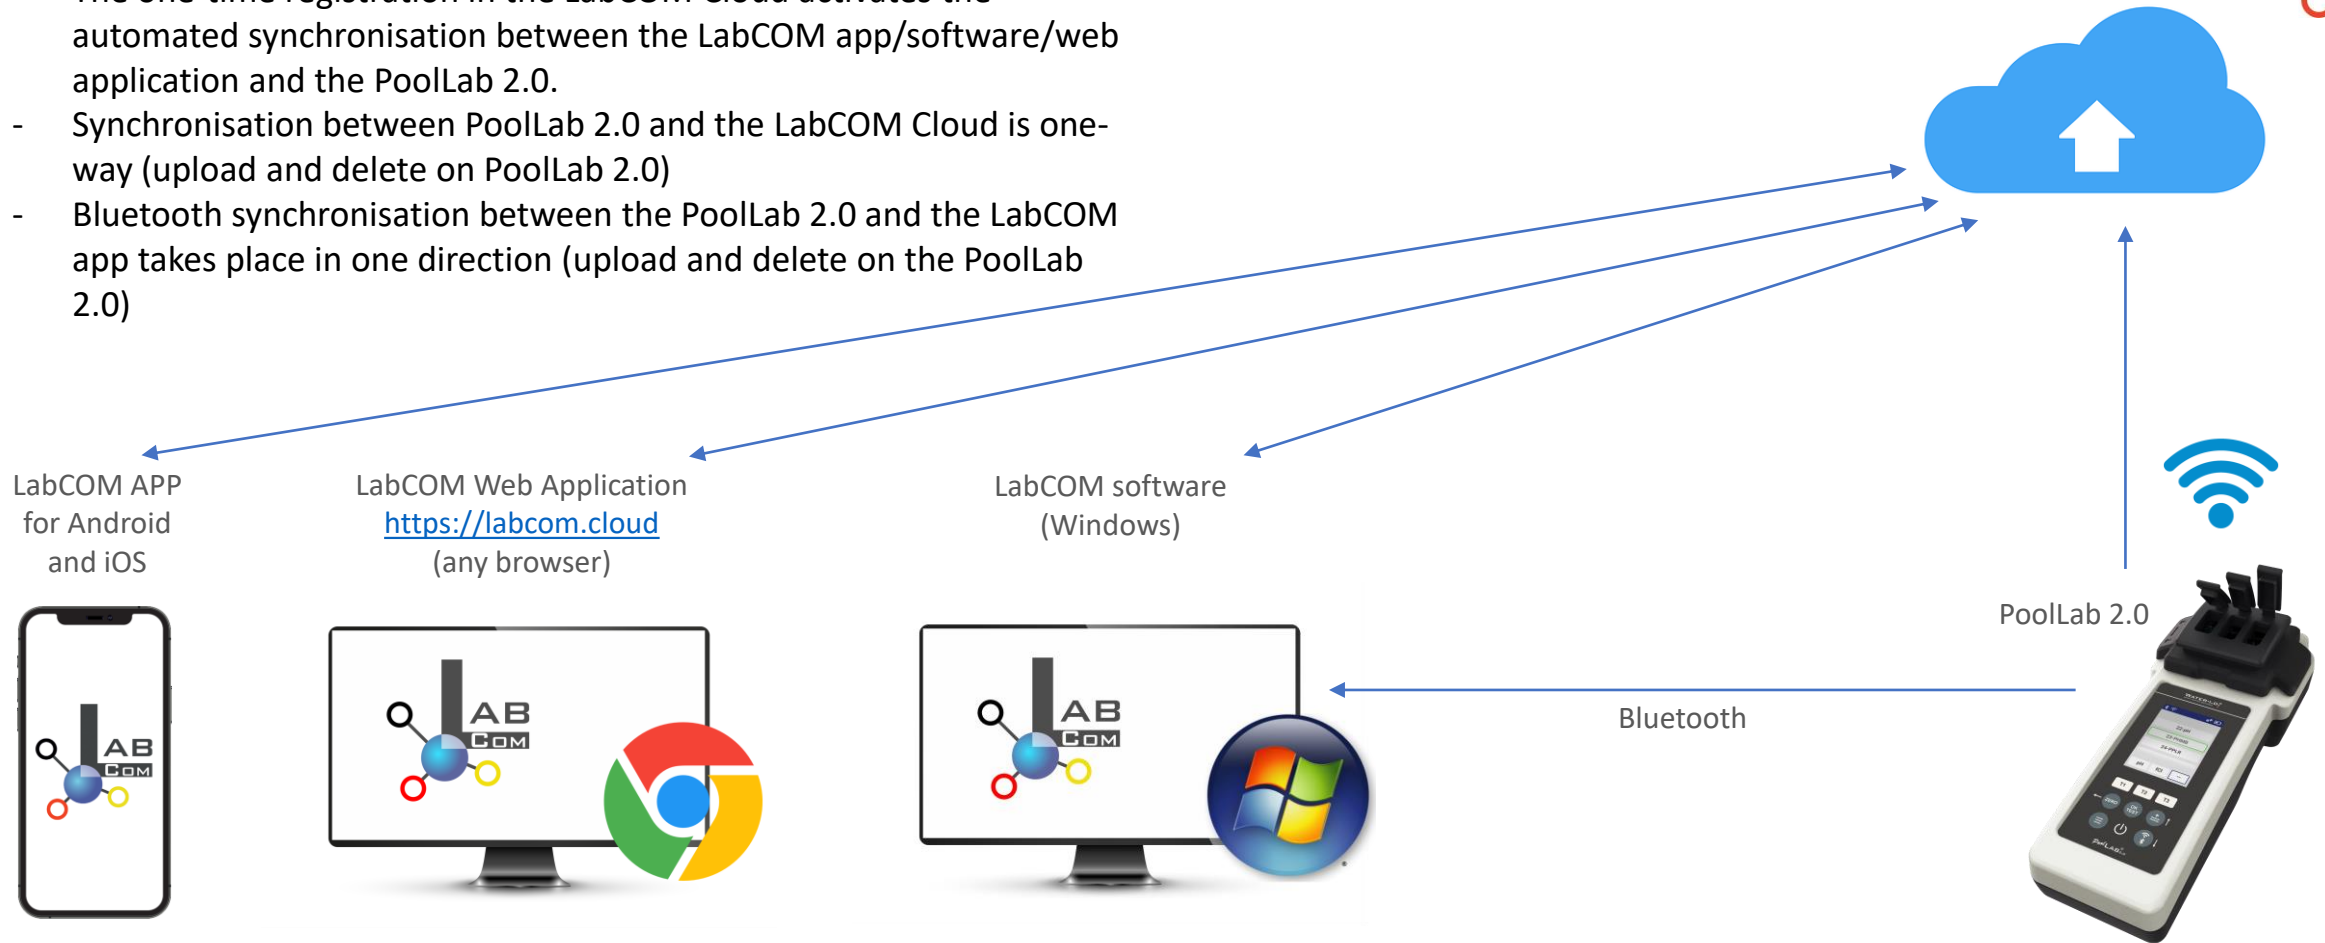 automated synchronisation between the LabCOM app/software/web
application and the PoolLab 2.0.
- Synchronisation between PoolLab 2.0 and the LabCOM Cloud is one-
way (upload and delete on PoolLab 2.0)
- Bluetooth synchronisation between the PoolLab 2.0 and the LabCOM
app takes place in one direction (upload and delete on the PoolLab
2.0)
LabCOM APP
for Android
and iOS
LabCOM Web Application
https://labcom.cloud
(any browser)
LabCOM software
(Windows)
PoolLab 2.0
Bluetooth
LAB
COM
LAB
COM
LAB
COM